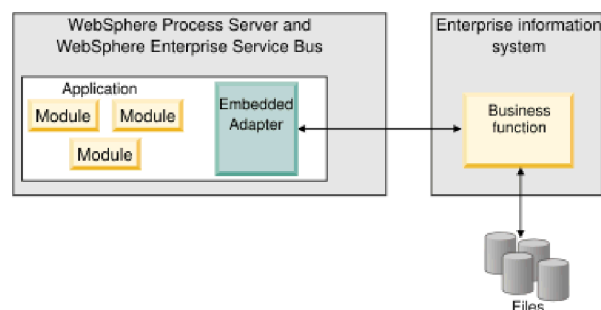 WebSphere Process Server and
WebSphere Enterprise Service Bus
Application
Module
Module
Module
Embedded
Adapter
Enterprise information
system
Business
function
Files